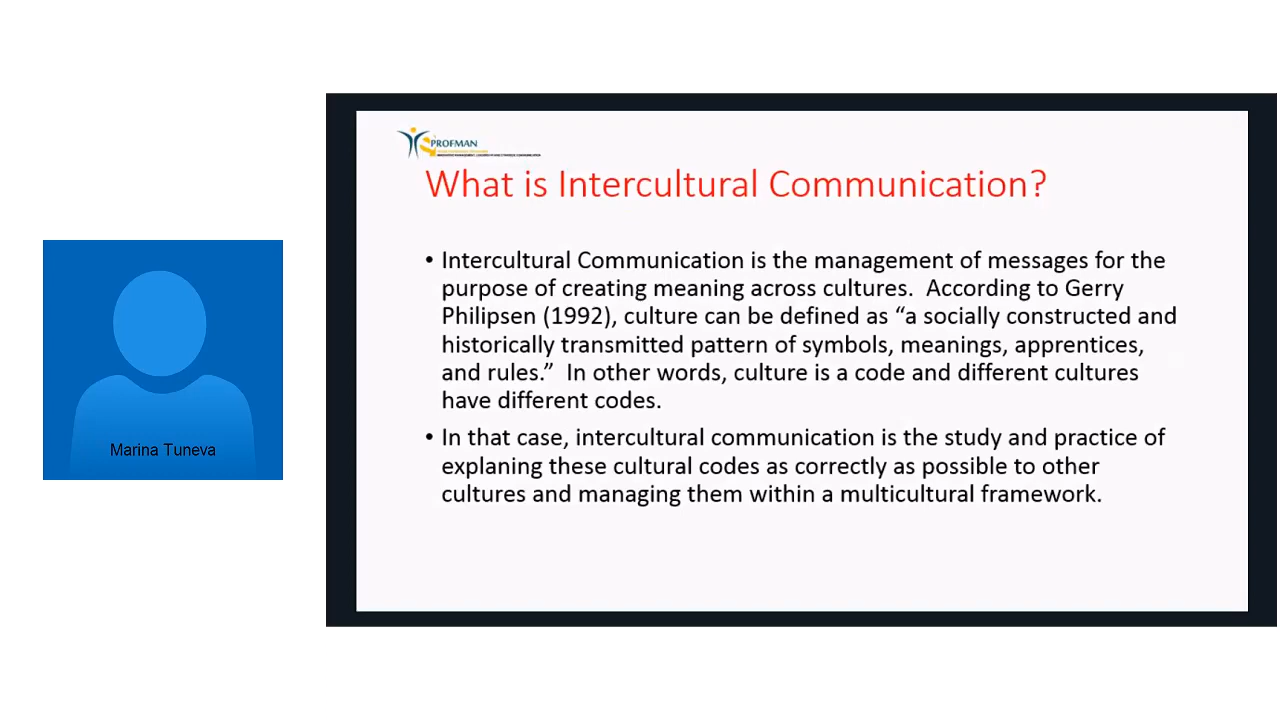 PROFMAN
What is Intercultural Communication?
• Intercultural Communication is the management of messages for the
purpose of creating meaning across cultures.  According to Gerry
Philipsen (1992), culture can be defined as “a socially constructed and
historically transmitted pattern of symbols, meanings, apprentices,
and rules.”  In other words, culture is a code and different cultures
have different codes.
• In that case, intercultural communication is the study and practice of
explaning these cultural codes as correctly as possible to other
cultures and managing them within a multicultural framework.
Marina Tuneva